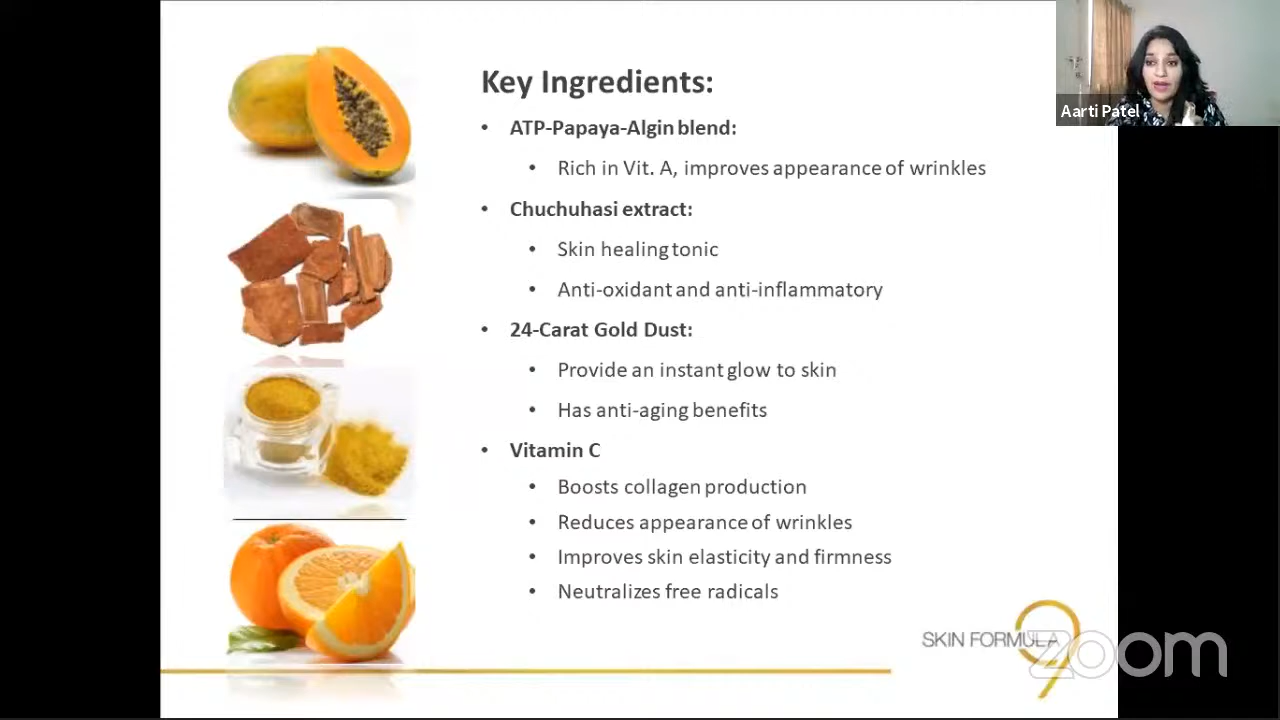 Key Ingredients:
• ATP-Papaya-Algin blend:
• Rich in Vit. A, improves appearance of wrinkles
• Chuchuhasi extract:
• Skin healing tonic
• Anti-oxidant and anti-inflammatory
• 24-Carat Gold Dust:
• Provide an instant glow to skin
• Has anti-aging benefits
• Vitamin C
• Boosts collagen production
• Reduces appearance of wrinkles
• Improves skin elasticity and firmness
• Neutralizes free radicals
Aarti Patel
SKIN FORMULA 9
zoom